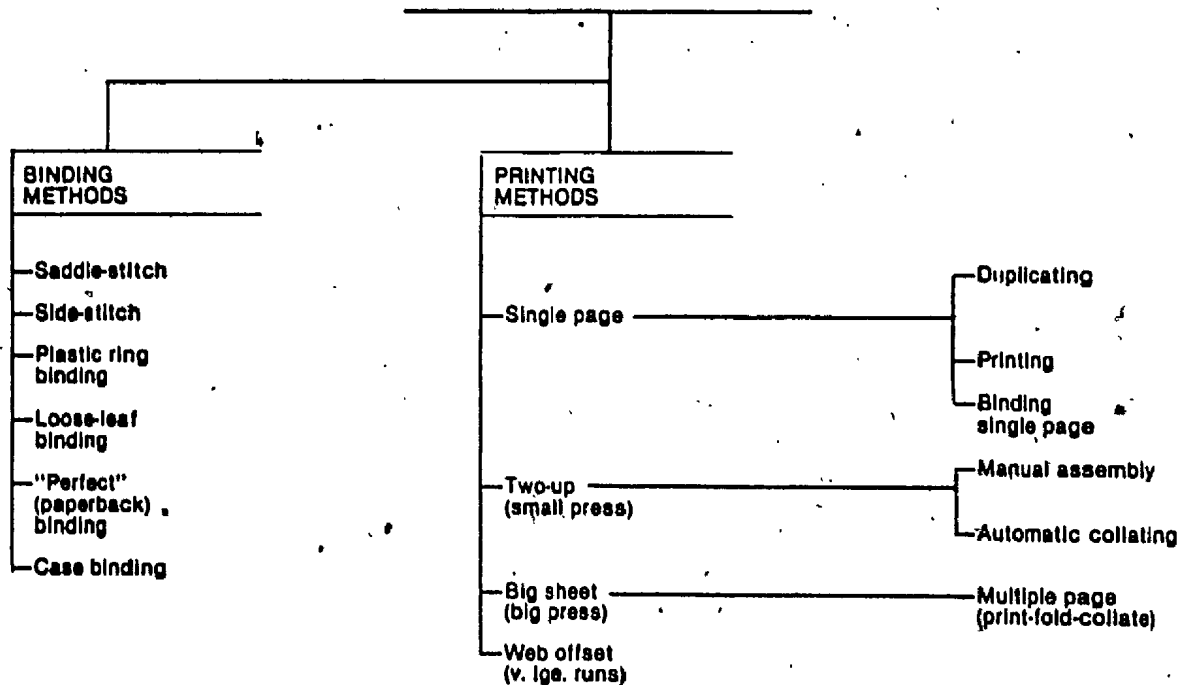 BINDING
METHODS
Saddle-stitch
Side-stitch
Plastic ring
binding
Loose-leaf
binding
"Perfect"
(paperback)
binding
Case binding
PRINTING
METHODS
Single page
Two-up
(small press)
Big sheet
(big press)
Web offset
(v. lge. runs)
Duplicating
Printing
Binding
single page
Manual assembly
Automatic collating
Multiple page
(print-fold-collate)